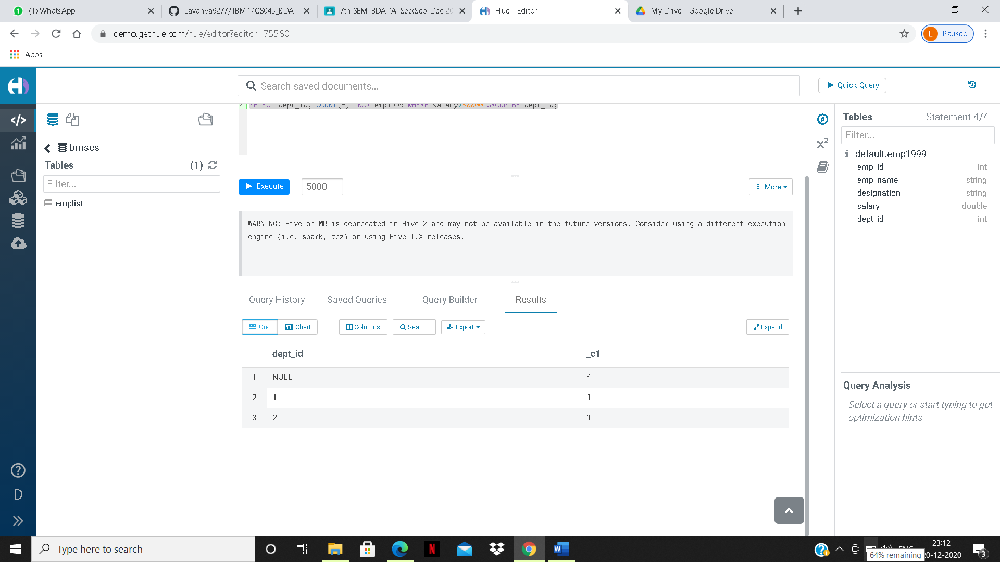 (1) WhatsApp
Lavanya9277/1BM17CS045_BDA
7th SEM-BDA-'A' Sec(Sep-Dec 20
Hue - Editor
My Drive - Google Drive
demo.gethue.com/hue/editor?editor=75580
L Paused
Apps
Search saved documents...
Quick Query
4 SELECT dept_id, COUNT(*) FROM emp1999 WHERE salary>30000 GROUP BY dept_id;
bmscs
Tables (1)
Filter...
emplist
Execute 5000 More
WARNING: Hive-on-MR is deprecated in Hive 2 and may not be available in the future versions. Consider using a different execution
engine (i.e. spark, tez) or using Hive 1.X releases.
Query History Saved Queries Query Builder Results
Grid Chart Columns Search Export Expand
dept_id _c1
1 NULL 4
2 1 1
3 2 1
Tables Statement 4/4
Filter...
default.emp1999
emp_id int
emp_name string
designation string
salary double
dept_id int
x²
Query Analysis
Select a query or start typing to get
optimization hints
D
Type here to search
23:12
0-12-2020
64% remaining
3